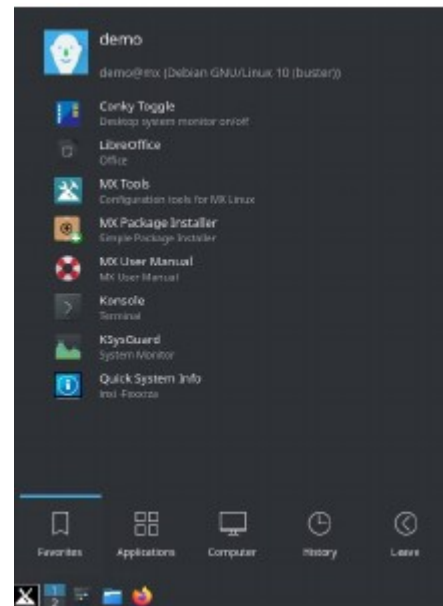 demo
demo@mx (Debian GNU/Linux 10 (buster))
Conky Toggle
Desktop system monitor on/off
LibreOffice
Office
MX Tools
Configuration tools for MX Linux
MX Package Installer
Simple Package Installer
MX User Manual
MX User Manual
Konsole
Terminal
KSysGuard
System Monitor
Quick System Info
Favorites
Applications
Computer
History
Leave
1
2